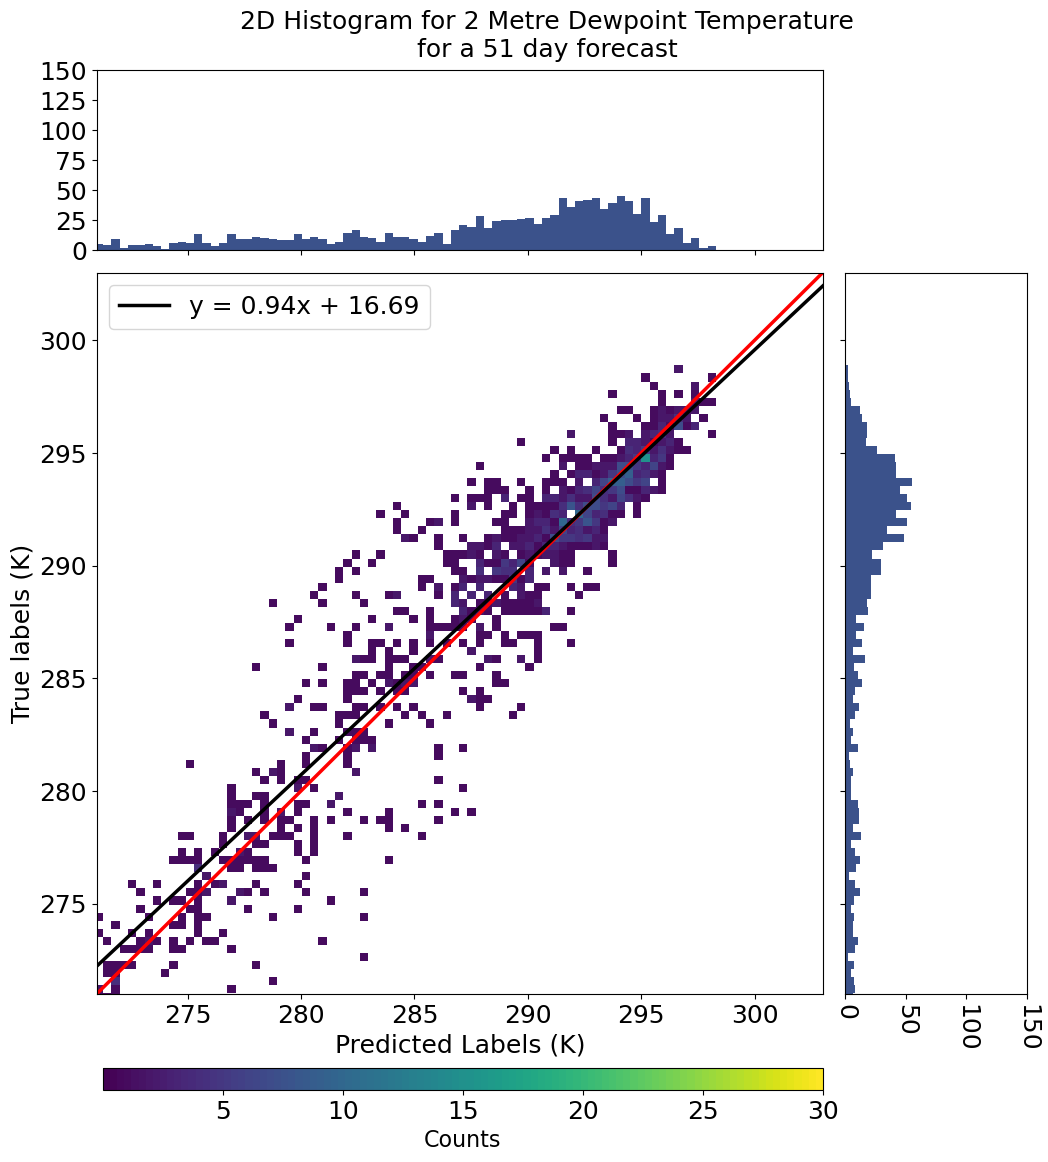 2D Histogram for 2 Metre Dewpoint Temperature
for a 51 day forecast
150
125
100
75
50
25
0
y = 0.94x + 16.69
300
295
290
285
280
275
True labels (K)
275 280 285 290 295 300
Predicted Labels (K)
0 50 100 150
5 10 15 20 25 30
Counts